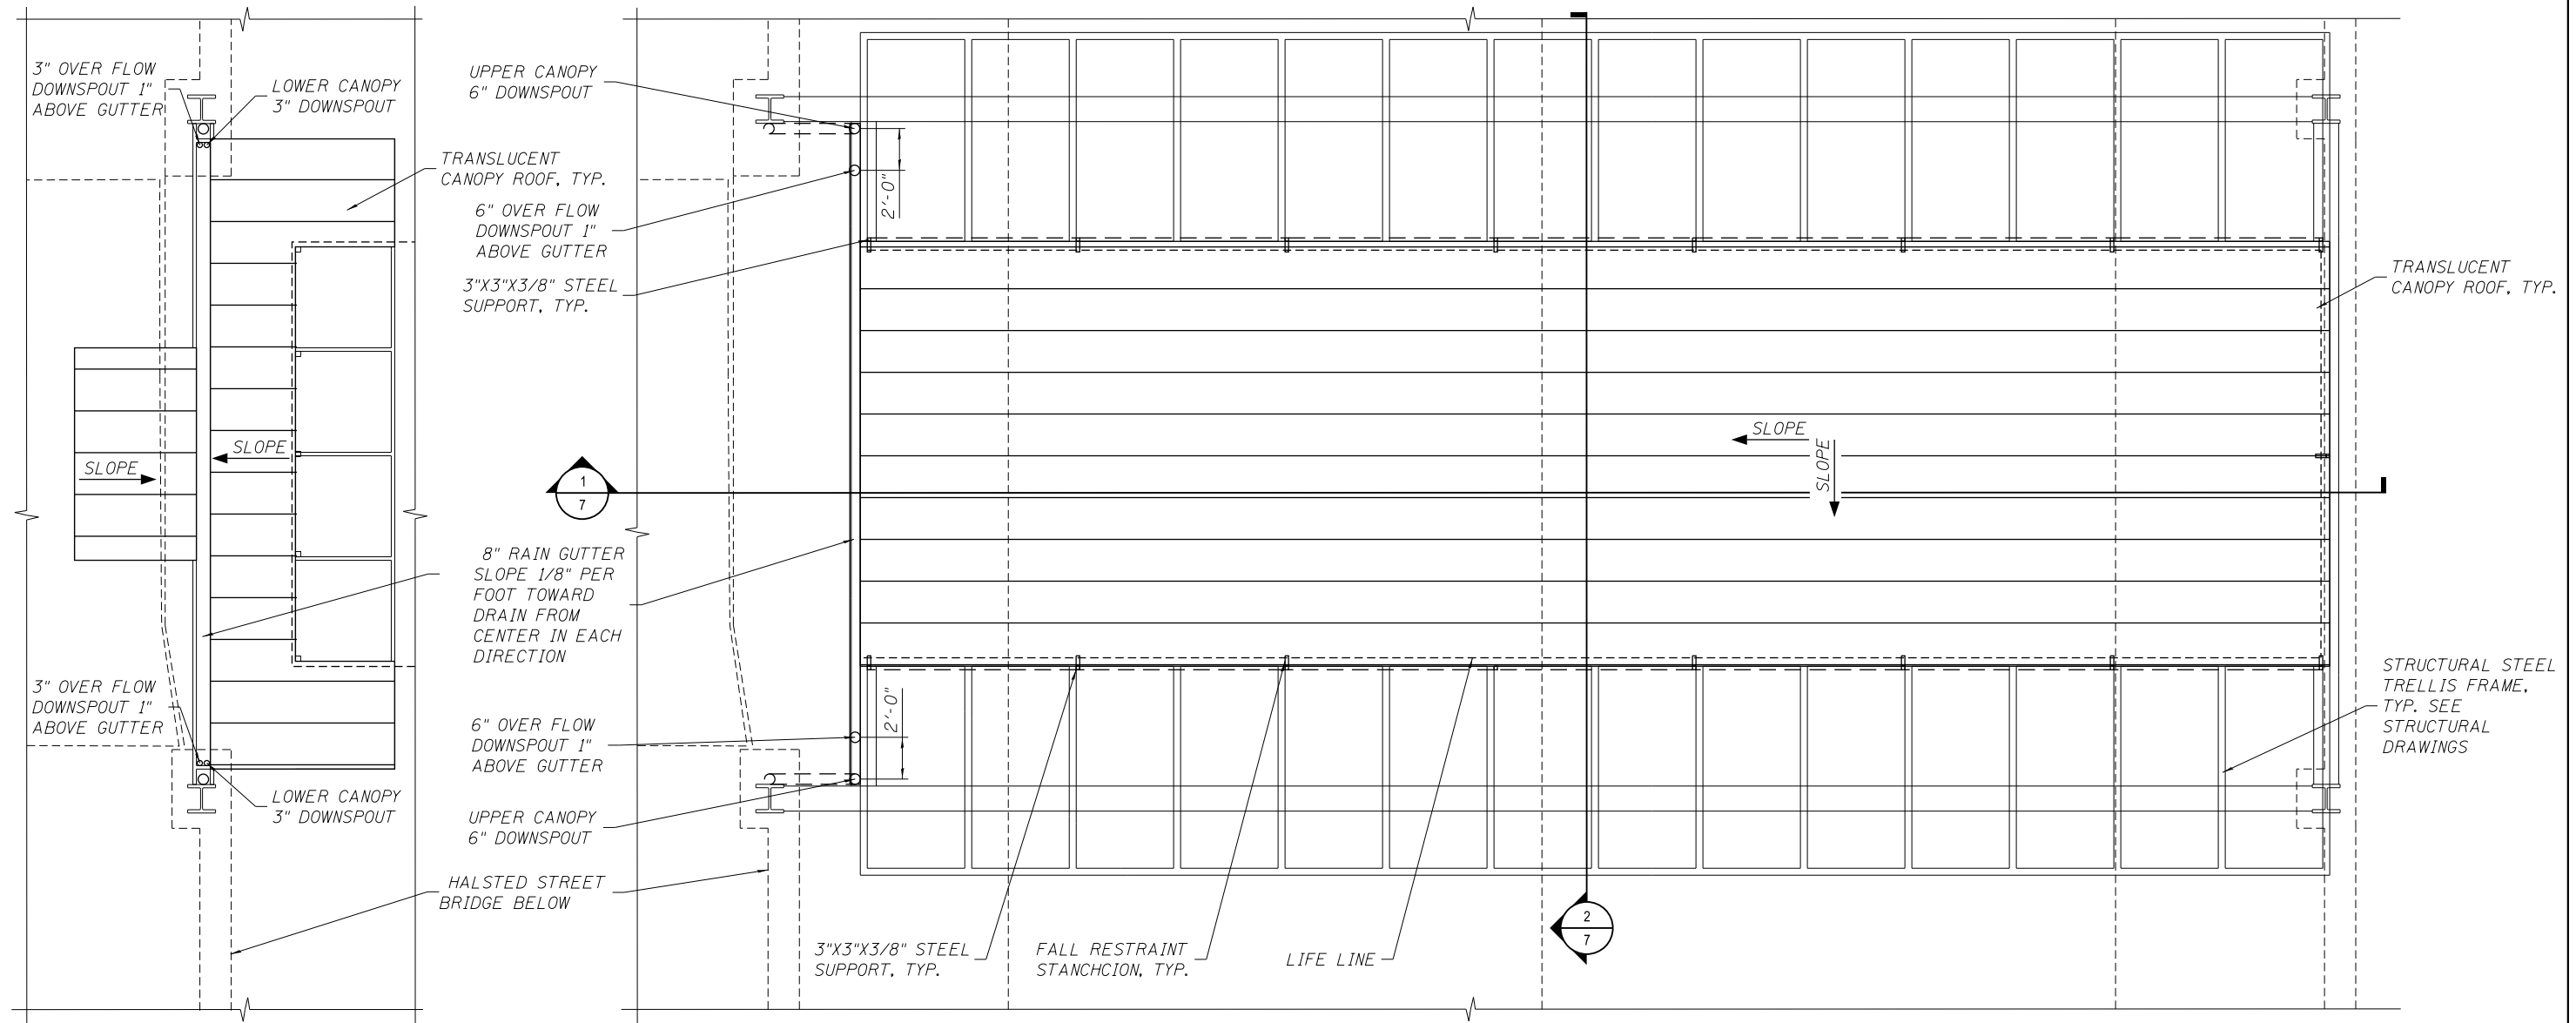 3" OVER FLOW
DOWNSPOUT 1"
ABOVE GUTTER
LOWER CANOPY
3" DOWNSPOUT
TRANSLUCENT
CANOPY ROOF, TYP.
SLOPE
SLOPE
3" OVER FLOW
DOWNSPOUT 1"
ABOVE GUTTER
LOWER CANOPY
3" DOWNSPOUT
UPPER CANOPY
6" DOWNSPOUT
6" OVER FLOW
DOWNSPOUT 1"
ABOVE GUTTER
3"X3"X3/8" STEEL
SUPPORT, TYP.
2'-0"
1
7
8" RAIN GUTTER
SLOPE 1/8" PER
FOOT TOWARD
DRAIN FROM
CENTER IN EACH
DIRECTION
6" OVER FLOW
DOWNSPOUT 1"
ABOVE GUTTER
2'-0"
UPPER CANOPY
6" DOWNSPOUT
HALSTED STREET
BRIDGE BELOW
SLOPE
SLOPE
TRANSLUCENT
CANOPY ROOF, TYP.
STRUCTURAL STEEL
TRELLIS FRAME,
TYP. SEE
STRUCTURAL
DRAWINGS
3"X3"X3/8" STEEL
SUPPORT, TYP.
FALL RESTRAINT
STANCHCION, TYP.
LIFE LINE
2
7